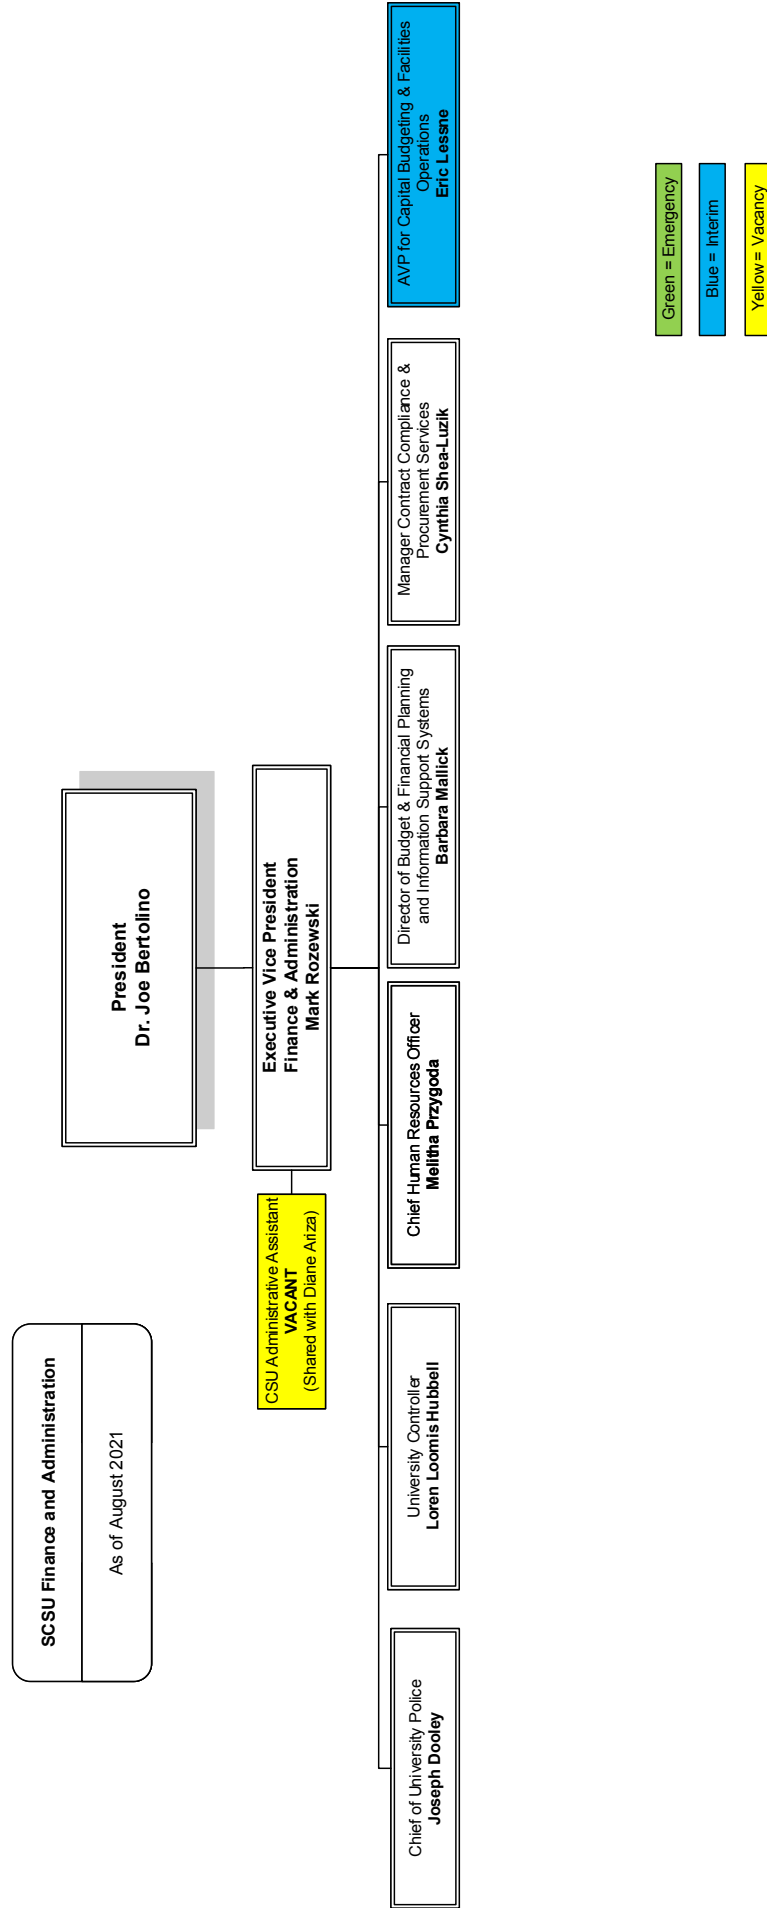 SCSU Finance and Administration
As of August 2021
President
Dr. Joe Bertolino
Executive Vice President
Finance & Administration
Mark Rozewski
CSU Administrative Assistant
VACANT
(Shared with Diane Ariza)
Chief of University Police
Joseph Dooley
University Controller
Loren Loomis Hubbell
Chief Human Resources Officer
Melitha Przygoda
Director of Budget & Financial Planning
and Information Support Systems
Barbara Mallick
Manager Contract Compliance &
Procurement Services
Cynthia Shea-Luzik
AVP for Capital Budgeting & Facilities
Operations
Eric Lessne
Green = Emergency
Blue = Interim
Yellow = Vacancy